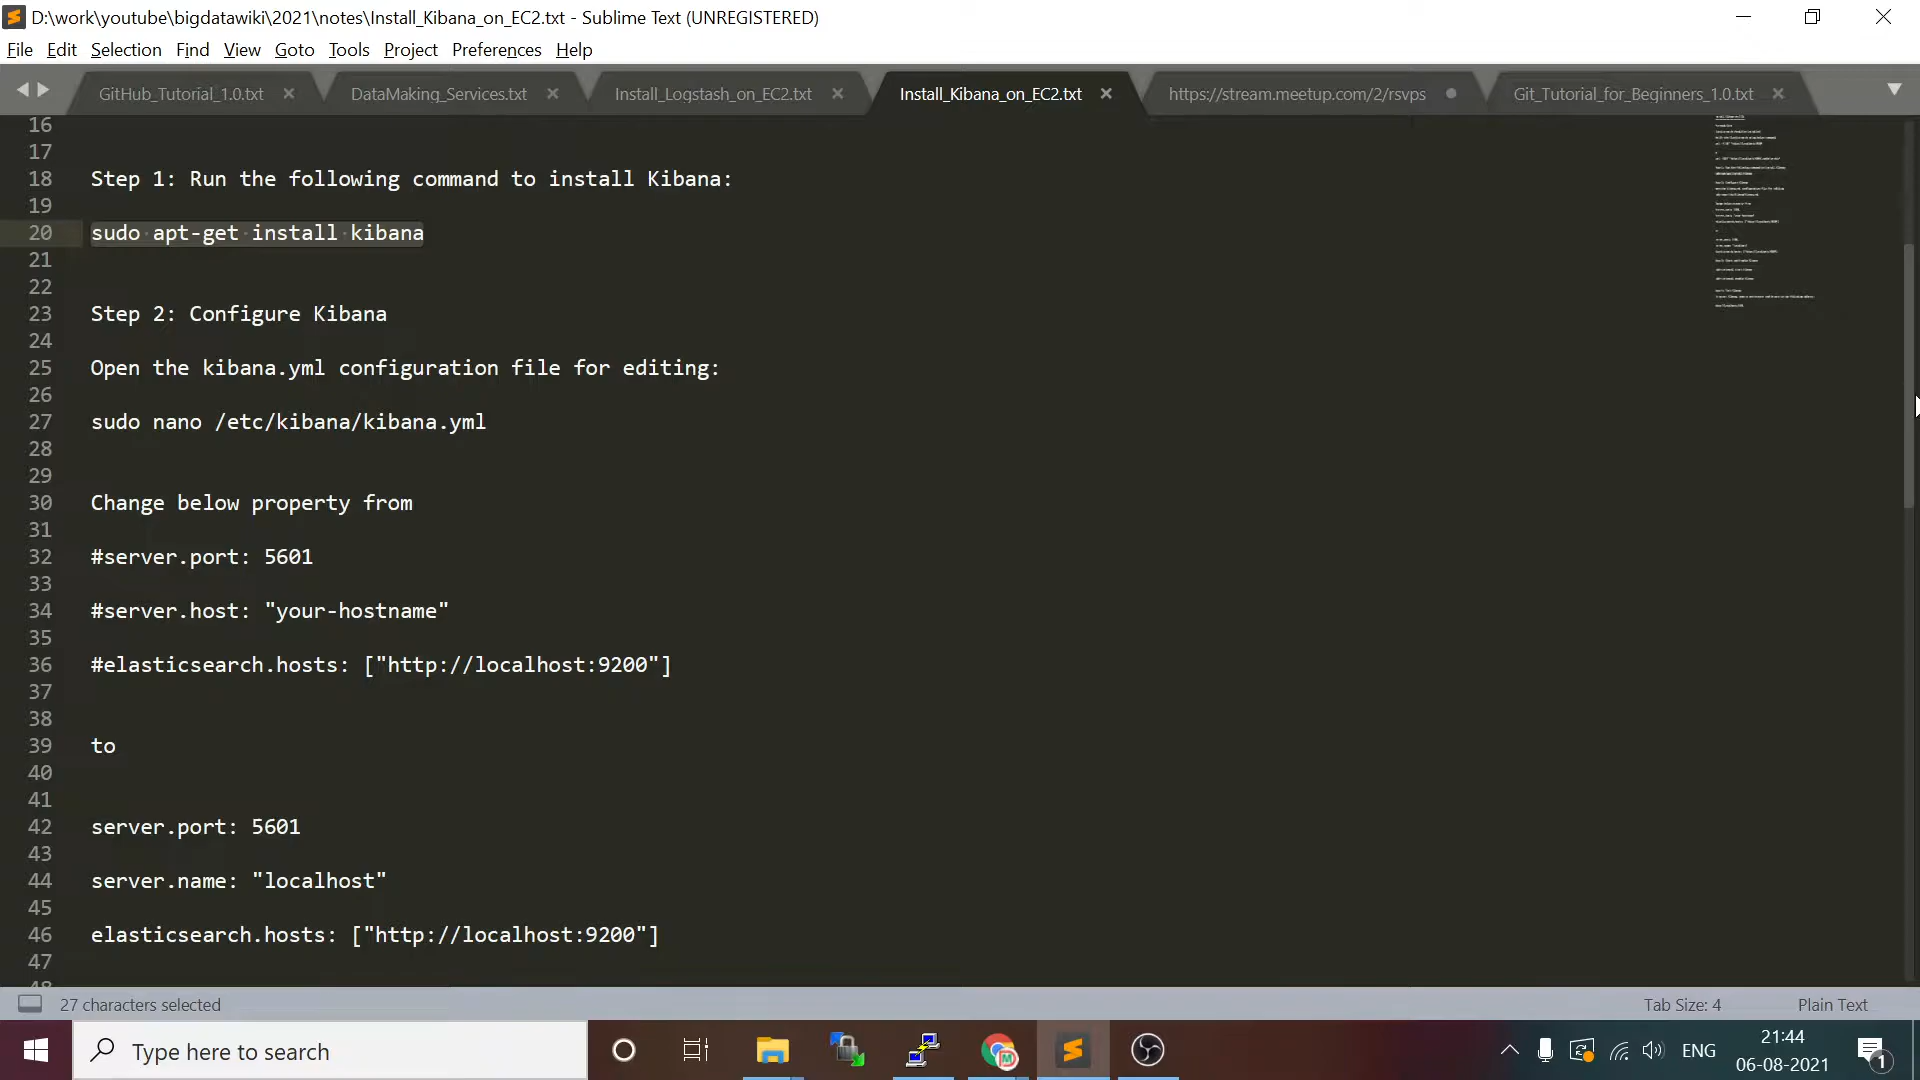 D:\work\youtube\bigdatawiki\2021\notes\Install_Kibana_on_EC2.txt - Sublime Text (UNREGISTERED)
File Edit Selection Find View Goto Tools Project Preferences Help
GitHub_Tutorial_1.0.txt DataMaking_Services.txt Install_Logstash_on_EC2.txt Install_Kibana_on_EC2.txt https://stream.meetup.com/2/rsvps Git_Tutorial_for_Beginners_1.0.txt
16
17
18 Step 1: Run the following command to install Kibana:
19
20 sudo apt-get install kibana
21
22
23 Step 2: Configure Kibana
24
25 Open the kibana.yml configuration file for editing:
26
27 sudo nano /etc/kibana/kibana.yml
28
29
30 Change below property from
31
32 #server.port: 5601
33
34 #server.host: "your-hostname"
35
36 #elasticsearch.hosts: ["http://localhost:9200"]
37
38
39 to
40
41
42 server.port: 5601
43
44 server.name: "localhost"
45
46 elasticsearch.hosts: ["http://localhost:9200"]
47
48
27 characters selected Tab Size: 4 Plain Text
Type here to search
ENG
21:44
06-08-2021
1